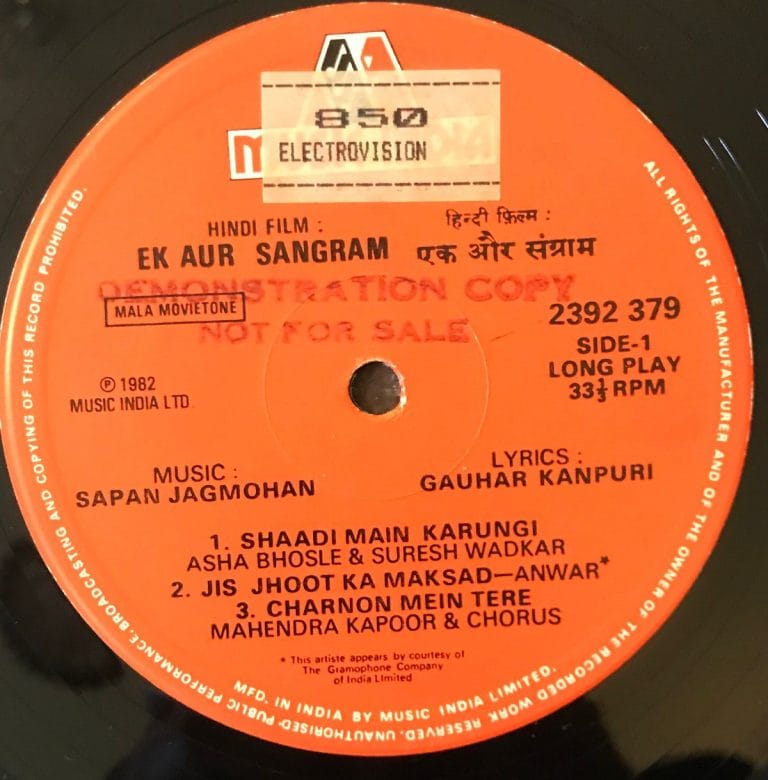 850
ELECTROVISION
HINDI FILM :
EK AUR SANGRAM
हिन्दी फ़िल्म :
एक और संग्राम
DEMONSTRATION COPY
NOT FOR SALE
MALA MOVIETONE
2392 379
SIDE-1
LONG PLAY
33⅓ RPM
℗ 1982
MUSIC INDIA LTD.
MUSIC :
SAPAN JAGMOHAN
LYRICS :
GAUHAR KANPURI
1. SHAADI MAIN KARUNGI
ASHA BHOSLE & SURESH WADKAR
2. JIS JHOOT KA MAKSAD—ANWAR*
3. CHARNON MEIN TERE
MAHENDRA KAPOOR & CHORUS
* This artiste appears by courtesy of
The Gramophone Company
of India Limited
MFD. IN INDIA BY MUSIC INDIA LIMITED.
ALL RIGHTS OF THE MANUFACTURER AND OF THE OWNER OF THE RECORDED WORK RESERVED. UNAUTHORISED PUBLIC PERFORMANCE, BROADCASTING AND COPYING OF THIS RECORD PROHIBITED.